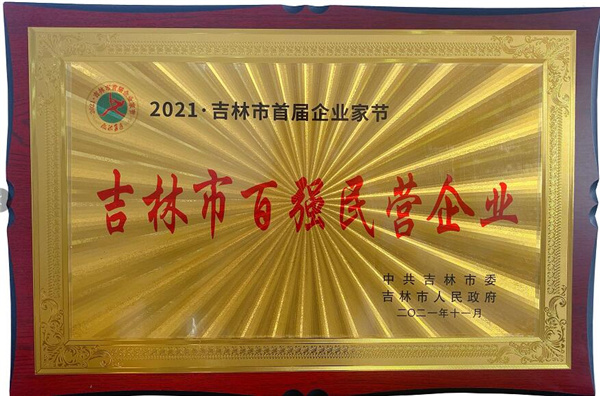 2021·吉林市首届企业家节
吉林市百强民营企业
中共吉林市委
吉林市人民政府
二〇二一年十一月